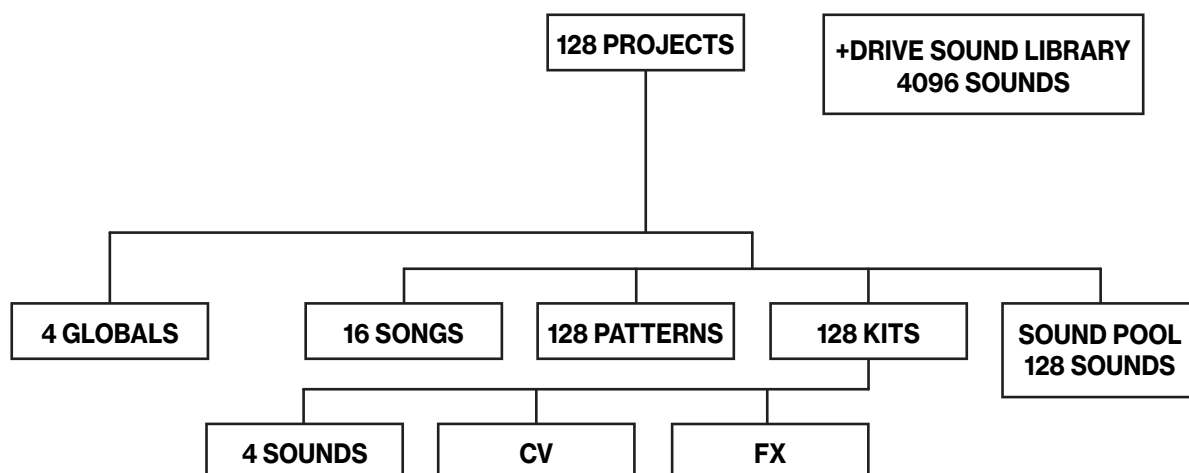 128 PROJECTS
+DRIVE SOUND LIBRARY
4096 SOUNDS
4 GLOBALS
16 SONGS
128 PATTERNS
128 KITS
SOUND POOL
128 SOUNDS
4 SOUNDS
CV
FX